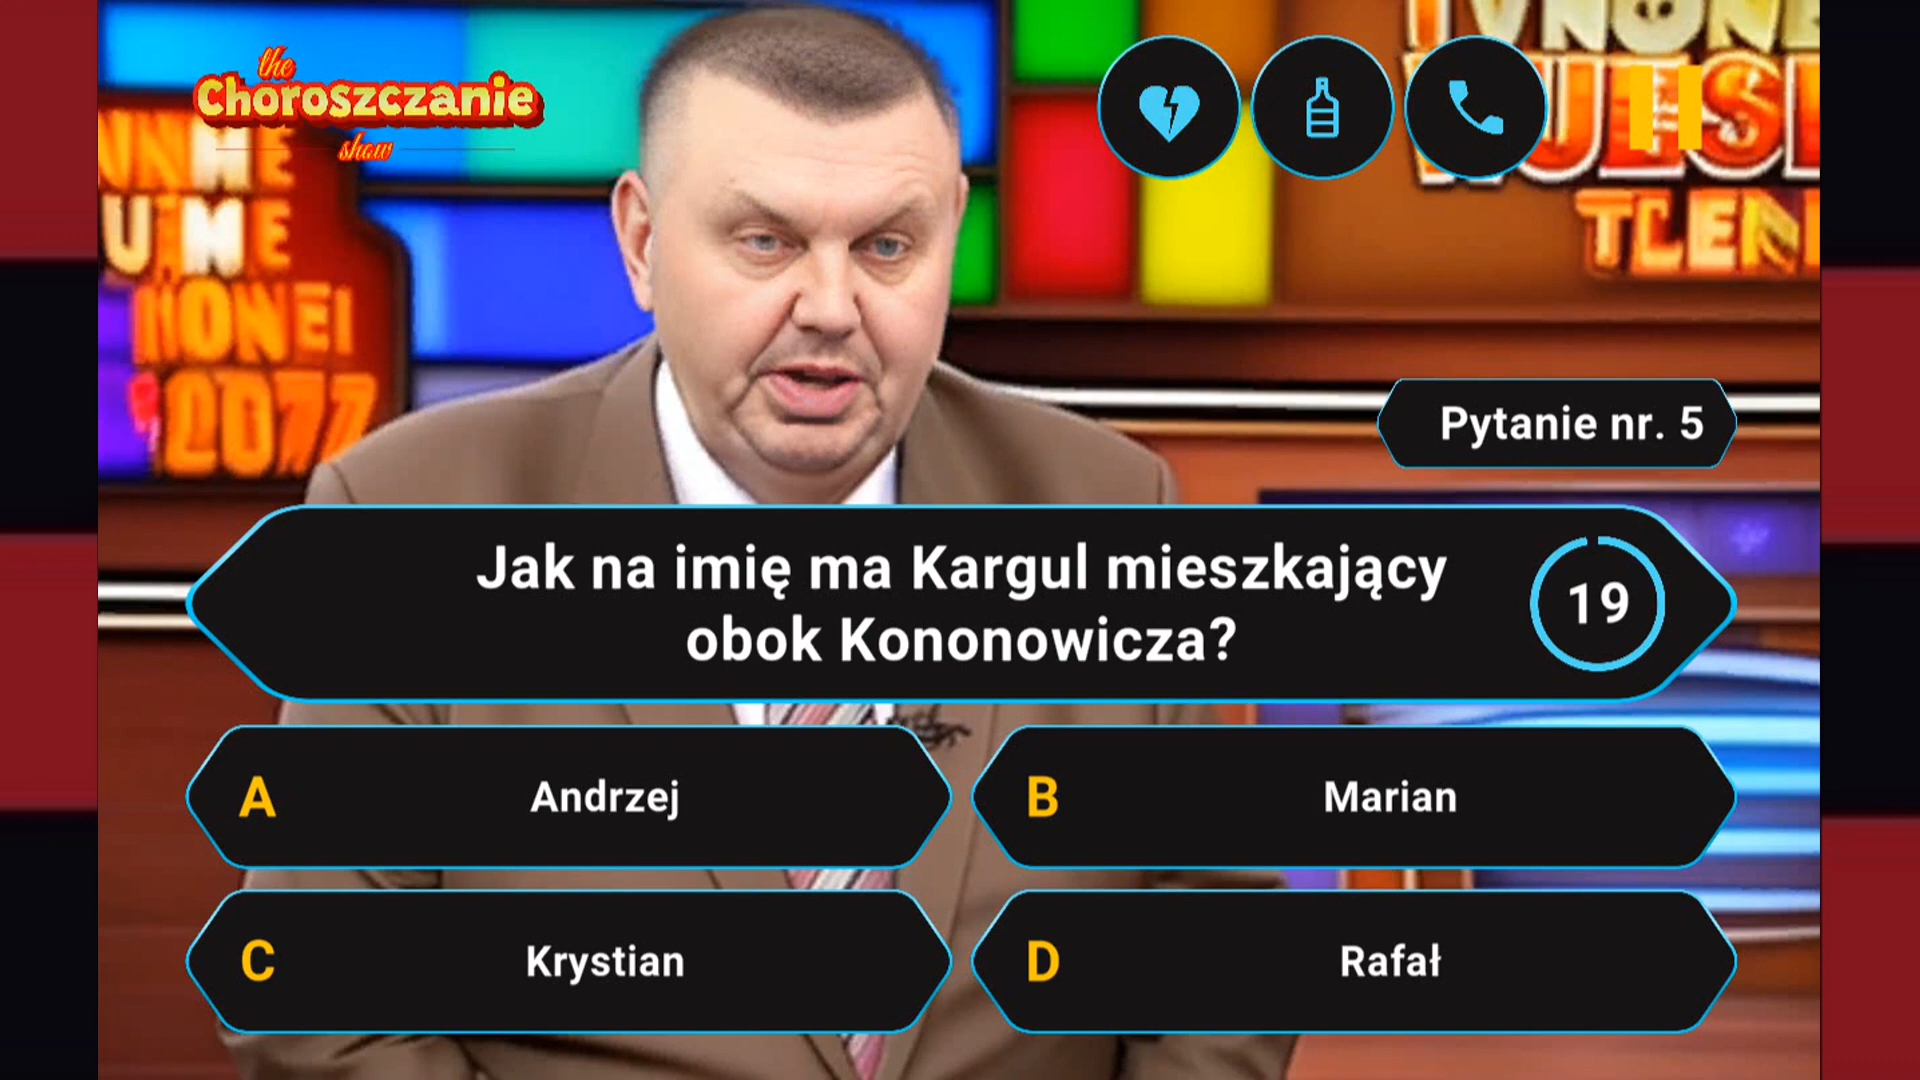 the
Choroszczanie
show
Pytanie nr. 5
Jak na imię ma Kargul mieszkający
obok Kononowicza?
19
A Andrzej
B Marian
C Krystian
D Rafał